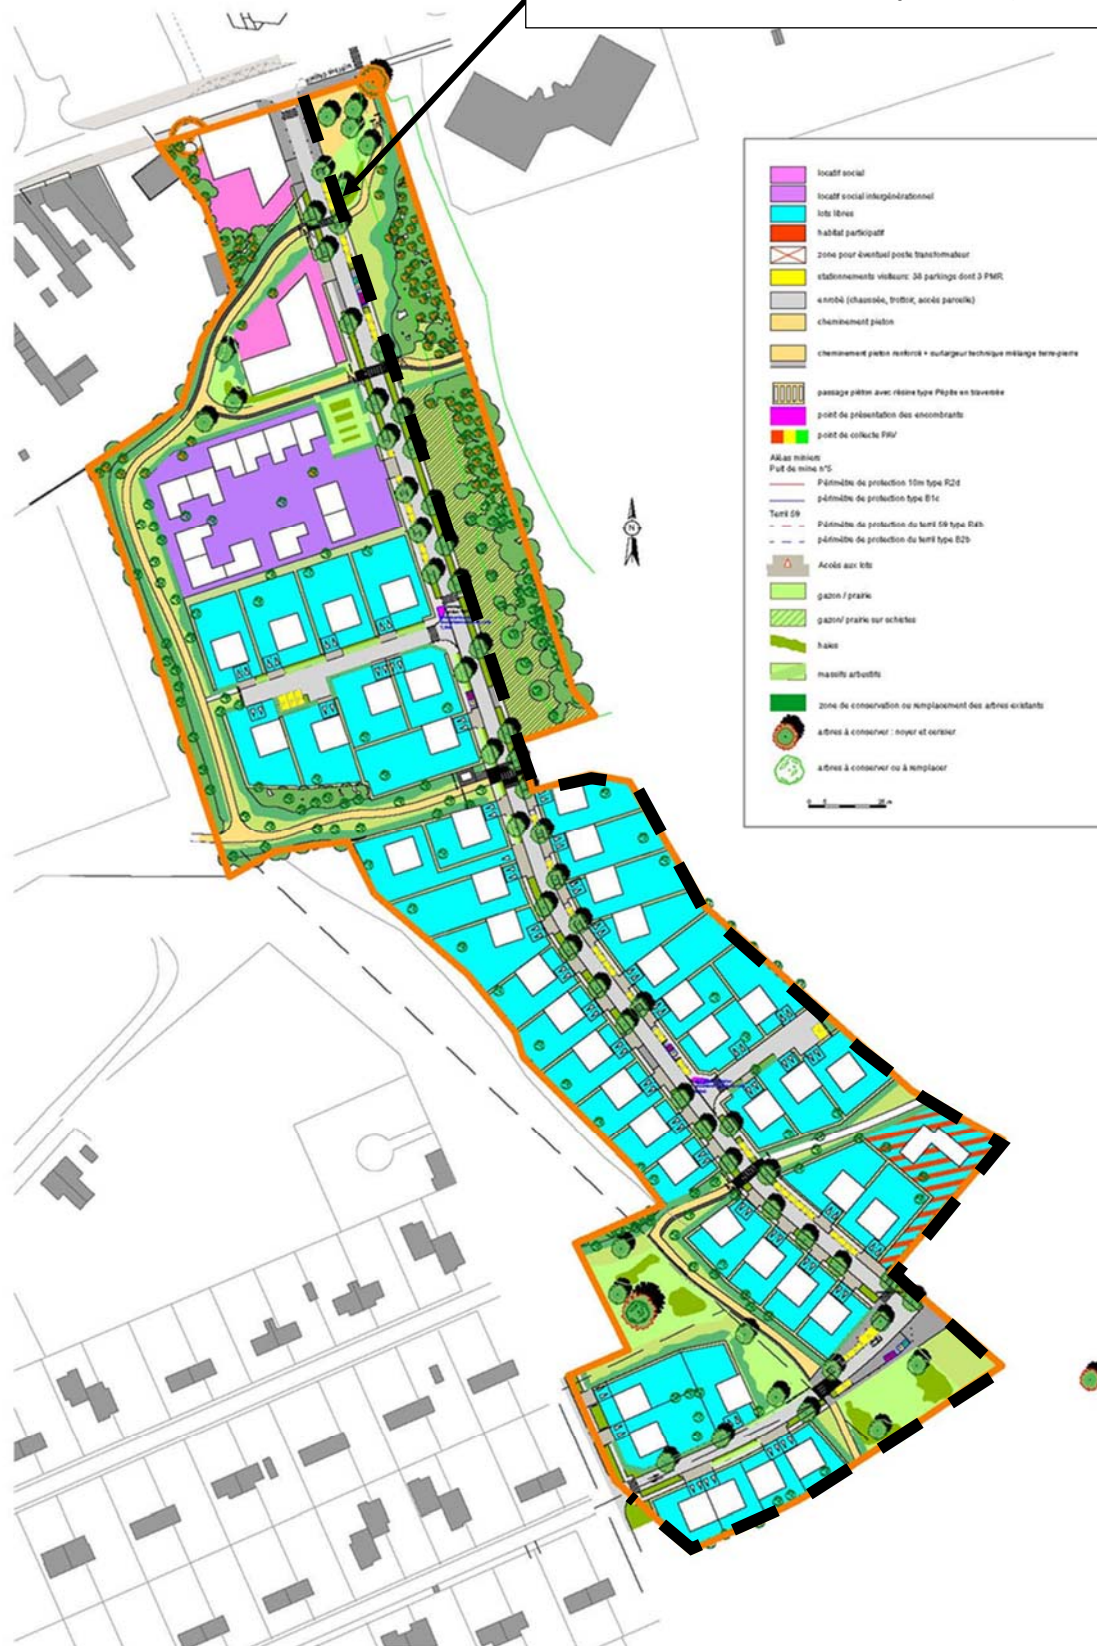 locatif social
locatif social intergénérationnel
lots libres
habitat participatif
zone pour éventuel poste transformateur
stationnements visiteurs: 38 parkings dont 3 PMR
enrobé (chaussée, trottoir, accès parcelle)
cheminement pieton
cheminement pieton renforcé + surlargeur technique mélange terre-pierre
passage piéton avec résine type Pépite en traversée
point de présentation des encombrants
point de collecte PAV
Aléas miniers
Puit de mine n°5
Périmètre de protection 10m type R2d
périmètre de protection type B1c
Terril 59
Périmètre de protection du terril 59 type R4b
périmètre de protection du terril type B2b
N
Accès aux lots
gazon / prairie
gazon/ prairie sur schistes
haies
massifs arbustifs
zone de conservation ou remplacement des arbres existants
arbres à conserver : noyer et cerisier
arbres à conserver ou à remplacer